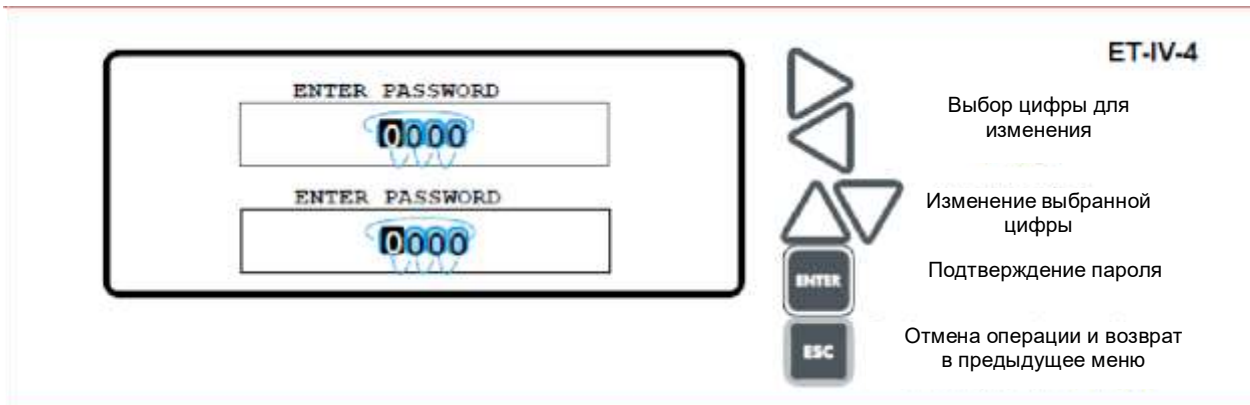 ET-IV-4
ENTER PASSWORD
0000
ENTER PASSWORD
0000
Выбор цифры для
изменения
Изменение выбранной
цифры
ENTER
Подтверждение пароля
ESC
Отмена операции и возврат
в предыдущее меню